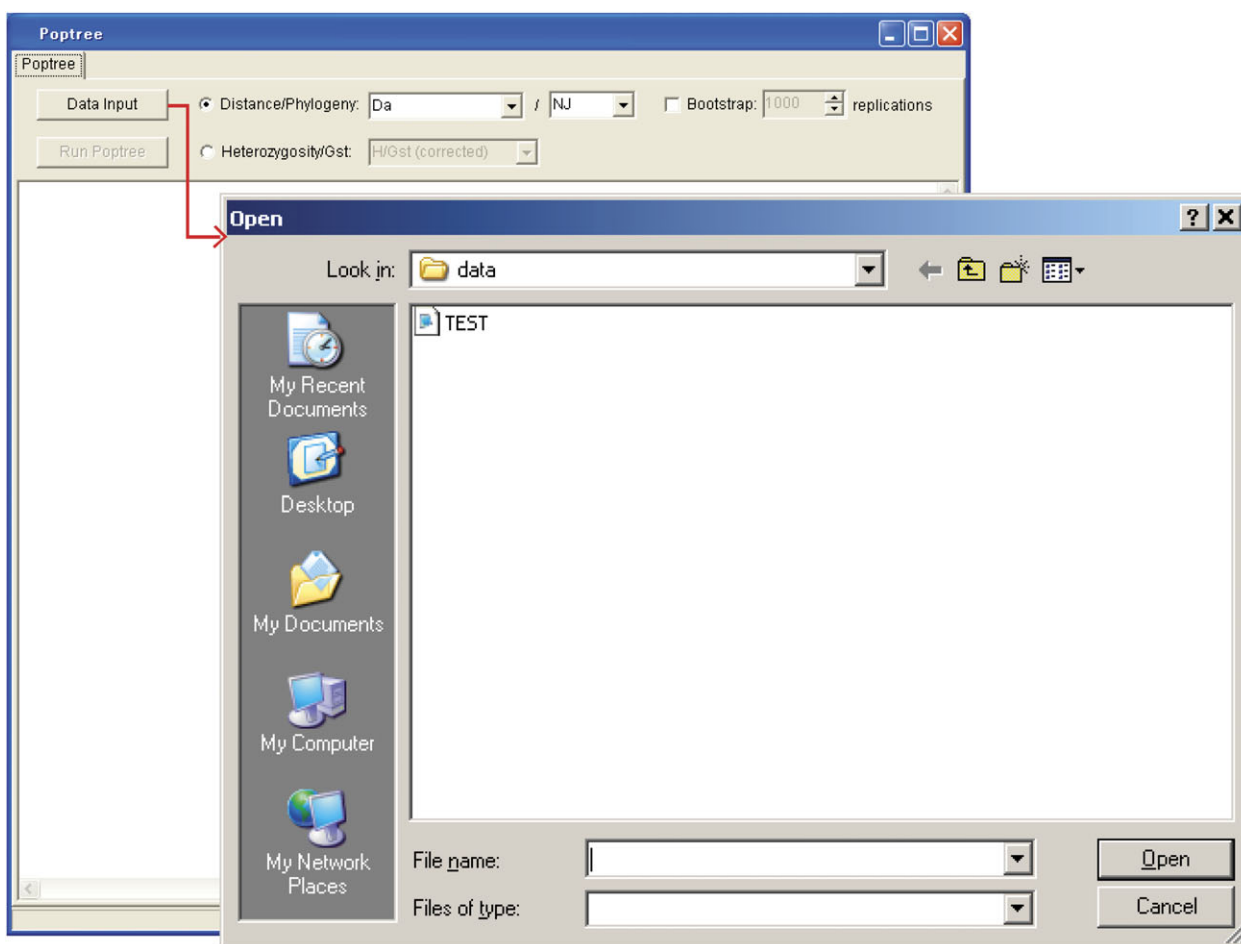 Poptree
Poptree
Data Input
Distance/Phylogeny: Da / NJ
Bootstrap: 1000 replications
Run Poptree
Heterozygosity/Gst: H/Gst (corrected)
Open
Look in: data
TEST
My Recent
Documents
Desktop
My Documents
My Computer
My Network
Places
File name:
Open
Files of type:
Cancel